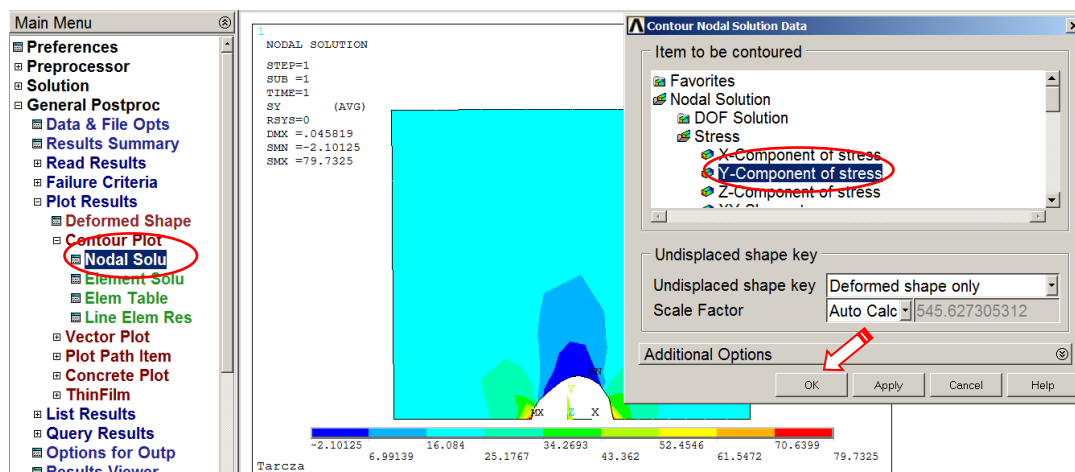 Main Menu
Preferences
Preprocessor
Solution
General Postproc
Data & File Opts
Results Summary
Read Results
Failure Criteria
Plot Results
Deformed Shape
Contour Plot
Nodal Solu
Element Solu
Elem Table
Line Elem Res
Vector Plot
Plot Path Item
Concrete Plot
ThinFilm
List Results
Query Results
Options for Outp
Results Viewer
1
NODAL SOLUTION
STEP=1
SUB =1
TIME=1
SY (AVG)
RSYS=0
DMX =.045819
SMN =-2.10125
SMX =79.7325
MN
Y
MX Z X
-2.10125 16.084 34.2693 52.4546 70.6399
6.99139 25.1767 43.362 61.5472 79.7325
Tarcza
Contour Nodal Solution Data
Item to be contoured
Favorites
Nodal Solution
DOF Solution
Stress
X-Component of stress
Y-Component of stress
Z-Component of stress
Undisplaced shape key
Undisplaced shape key Deformed shape only
Scale Factor Auto Calc 545.627305312
Additional Options
OK Apply Cancel Help